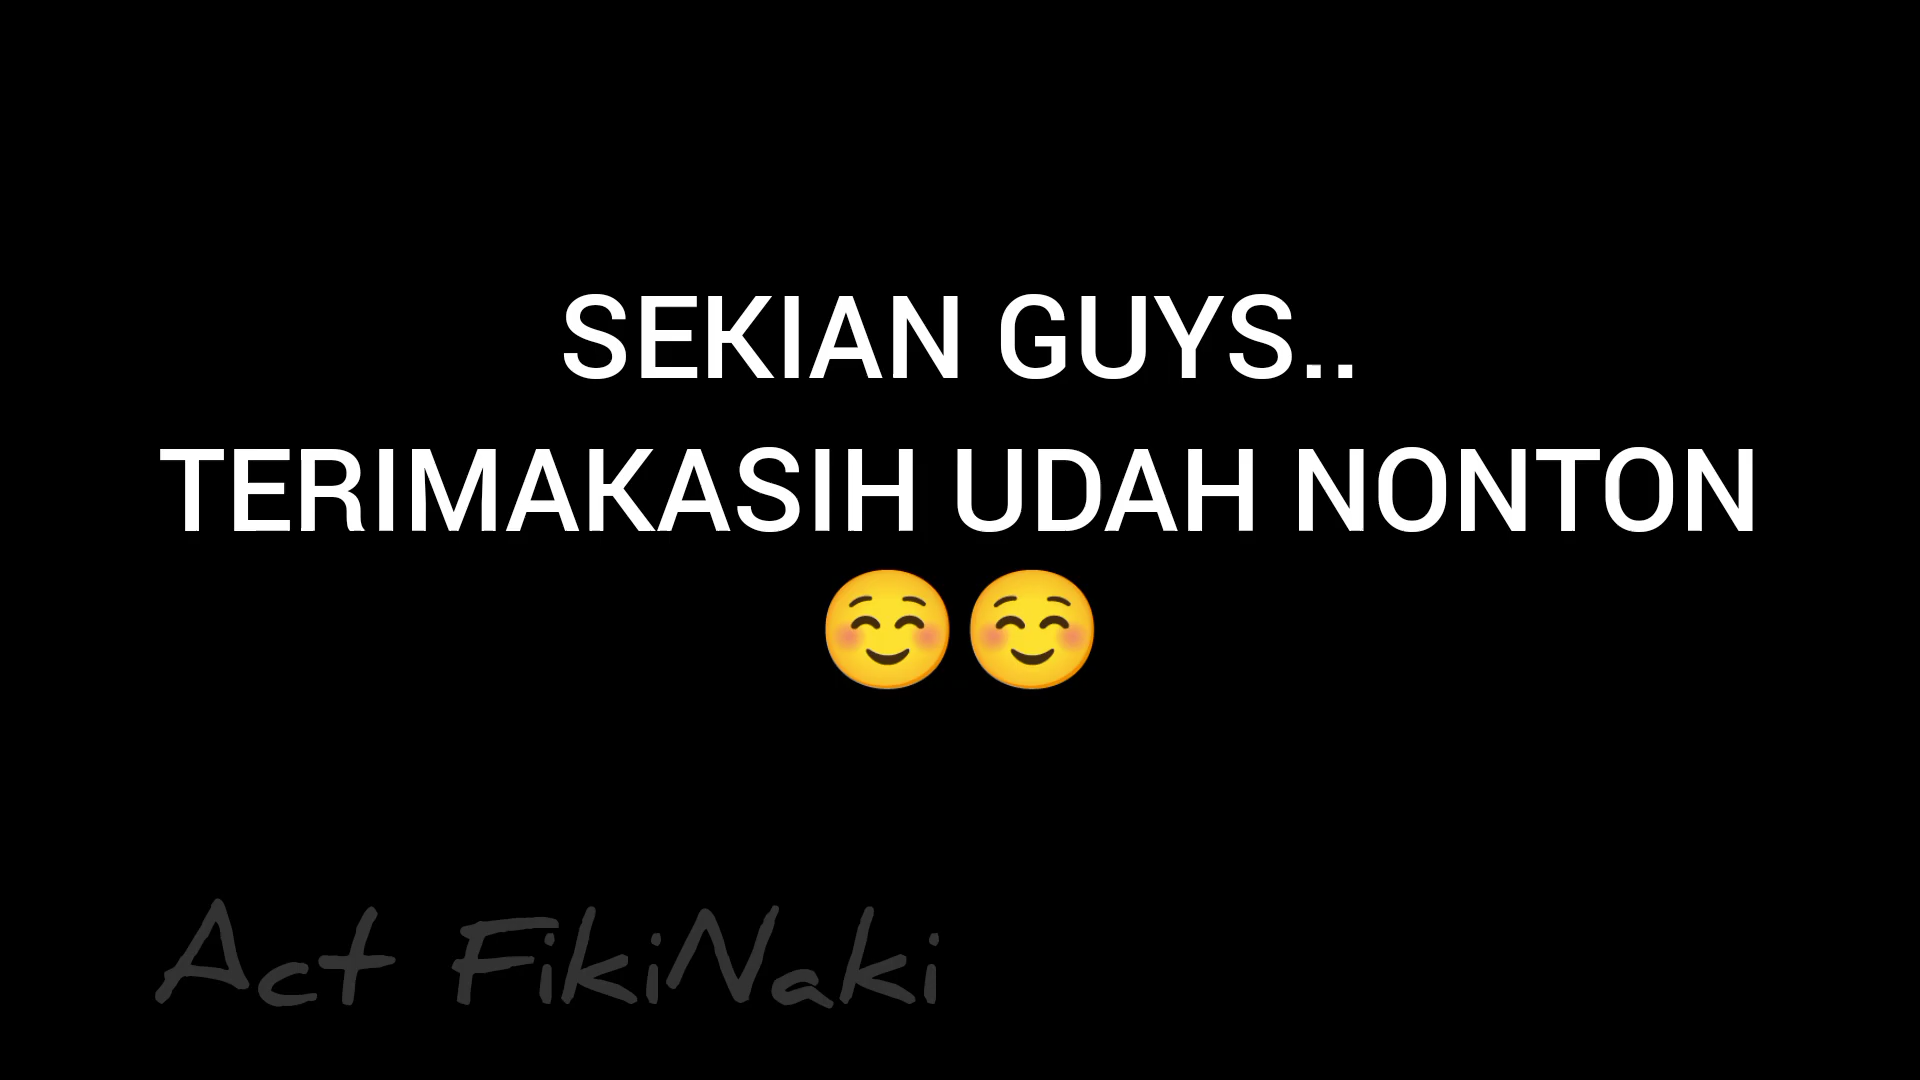 SEKIAN GUYS..
TERIMAKASIH UDAH NONTON
☺️☺️
Act FikiNaki